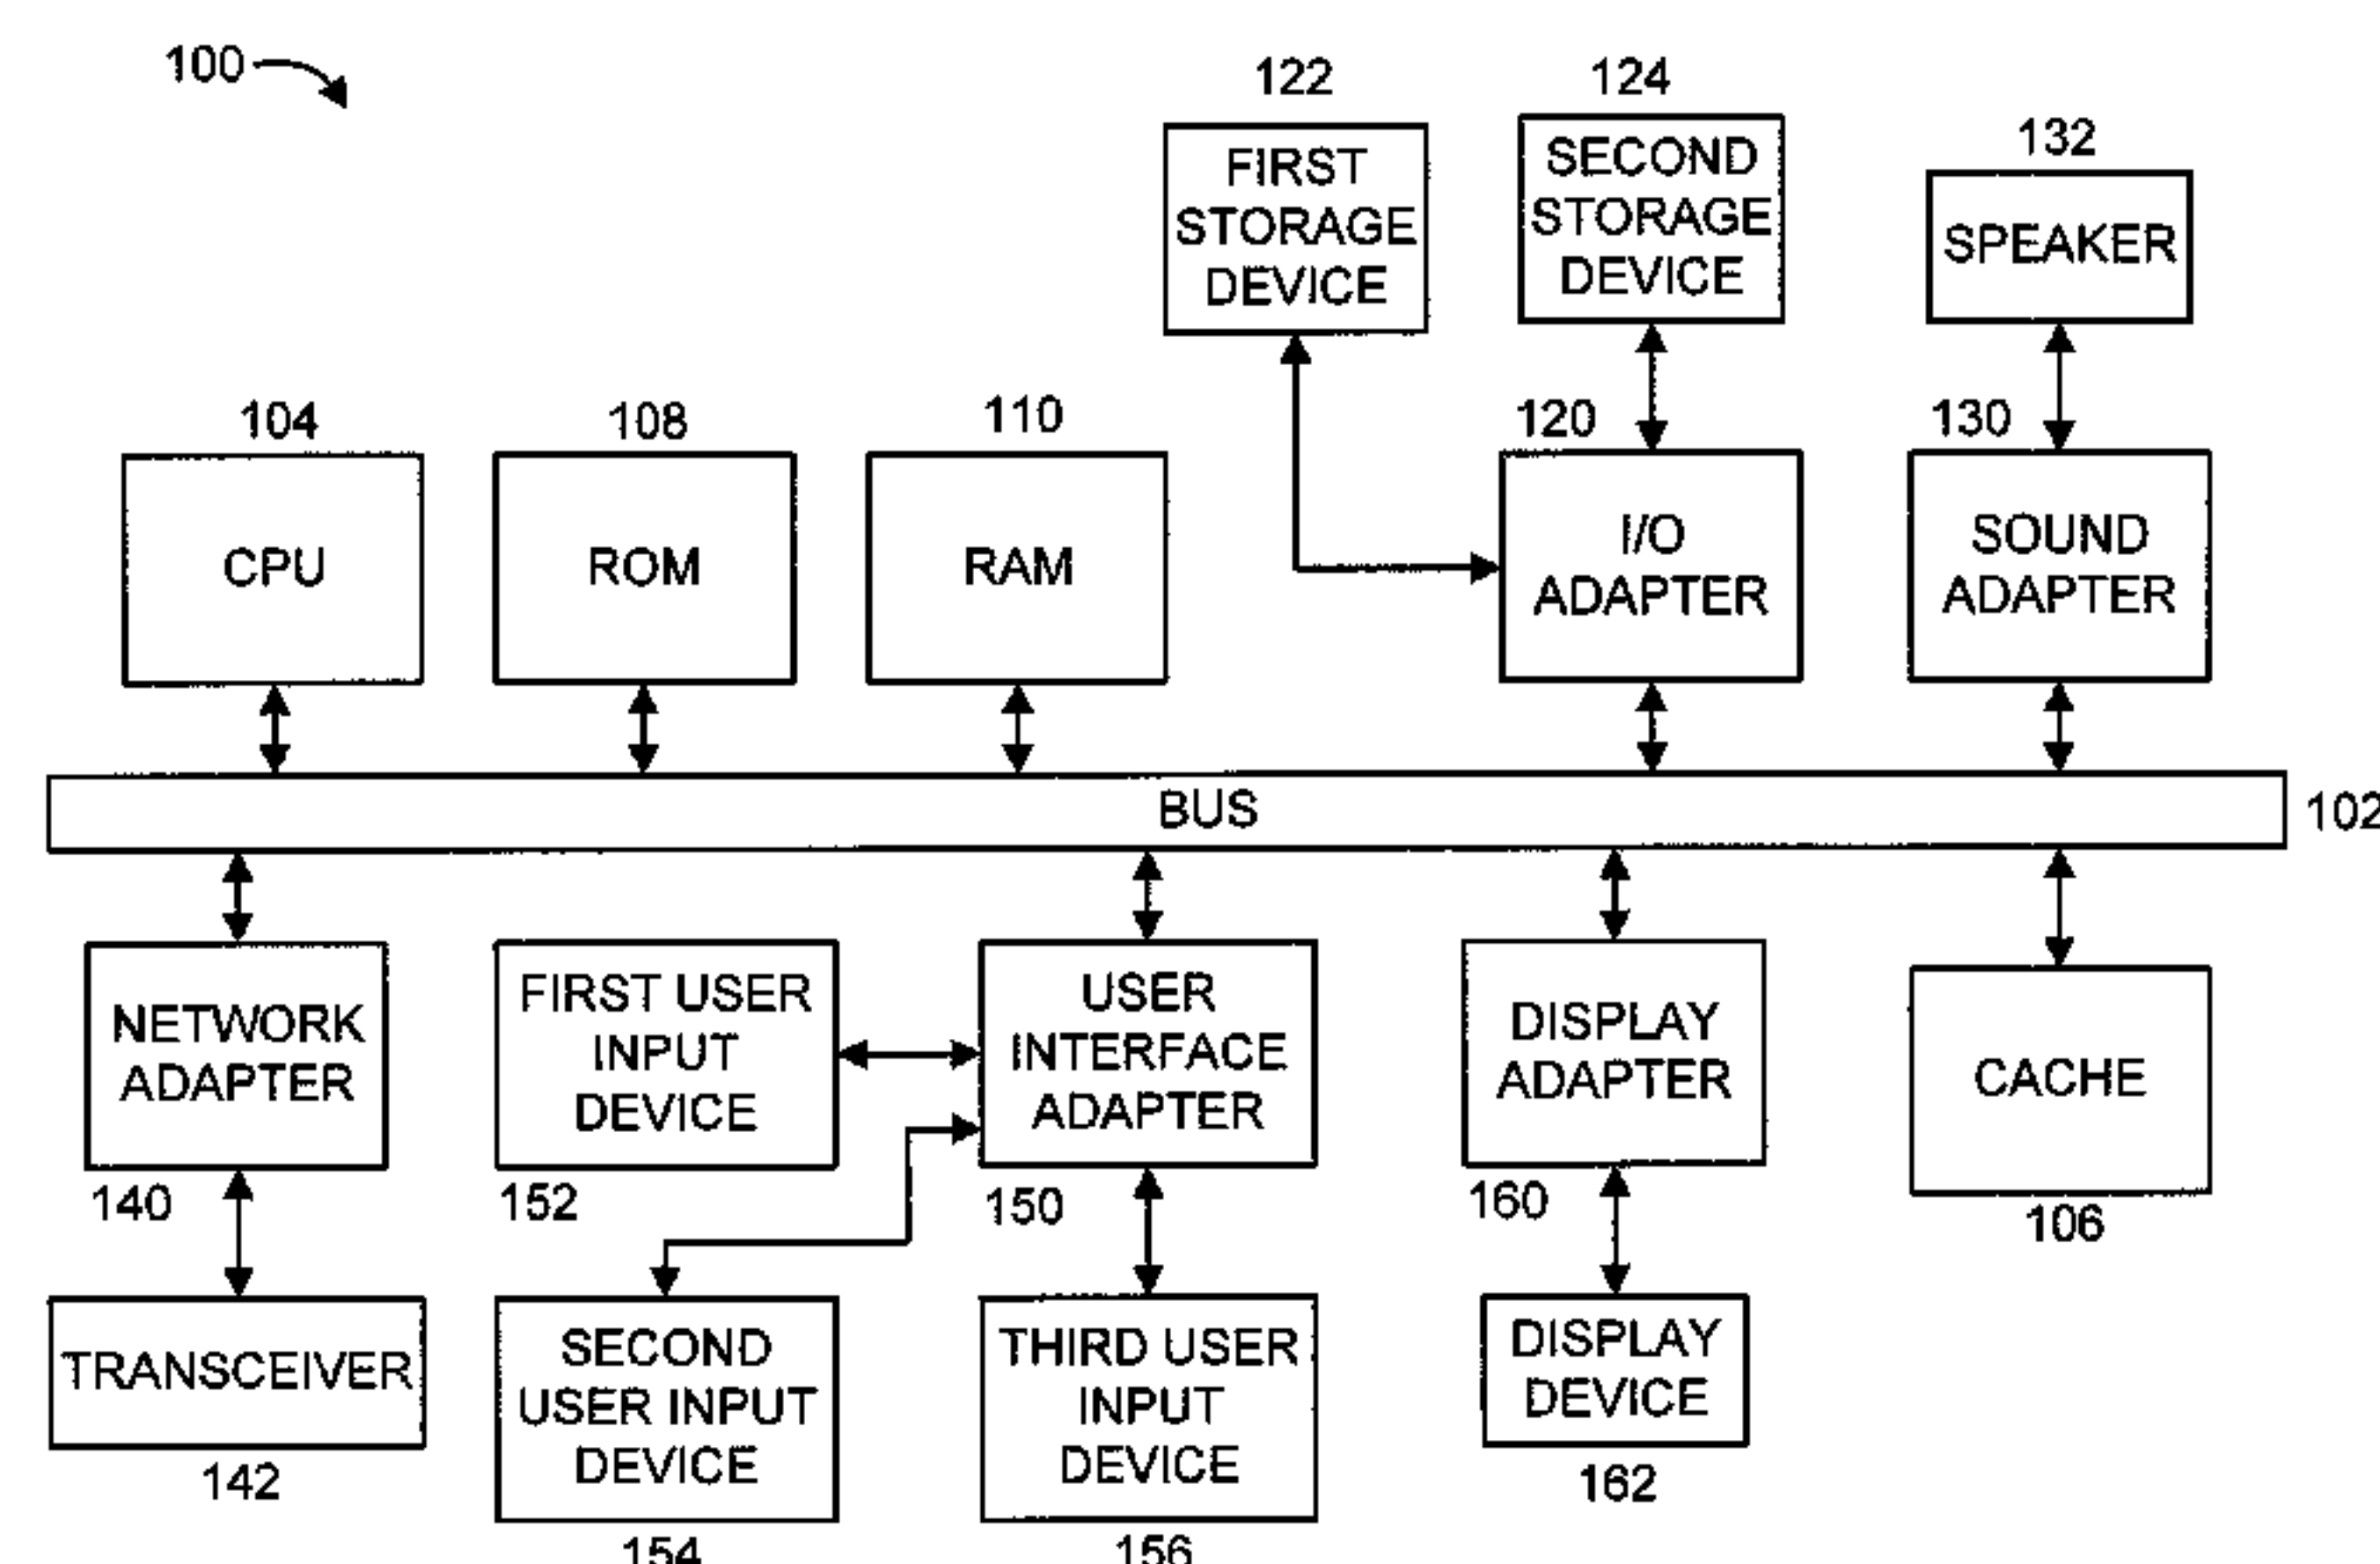 100
122
124
132
FIRST
STORAGE
DEVICE
SECOND
STORAGE
DEVICE
SPEAKER
104
108
110
120
130
CPU
ROM
RAM
I/O
ADAPTER
SOUND
ADAPTER
BUS
102
NETWORK
ADAPTER
FIRST USER
INPUT
DEVICE
USER
INTERFACE
ADAPTER
DISPLAY
ADAPTER
CACHE
140
152
150
160
106
TRANSCEIVER
SECOND
USER INPUT
DEVICE
THIRD USER
INPUT
DEVICE
DISPLAY
DEVICE
142
154
156
162